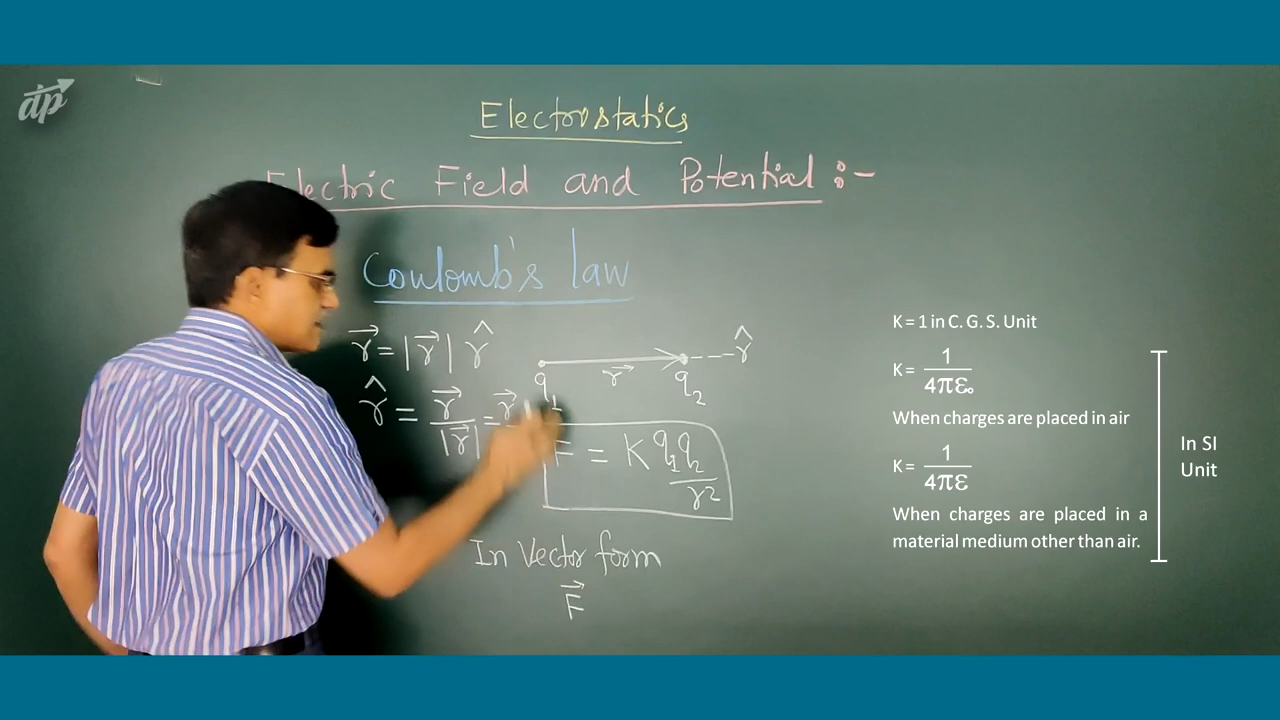 dp
Electrostatics
Electric Field and Potential :-
Coulomb's law
r⃗ = |r⃗| r̂
q₁ r⃗ q₂ r̂
r̂ = r⃗/|r⃗| = r⃗
F = K q₁q₂/r²
In Vector form
F⃗
K = 1 in C. G. S. Unit
K = 1/4πε₀
When charges are placed in air
K = 1/4πε
When charges are placed in a
material medium other than air.
In SI
Unit